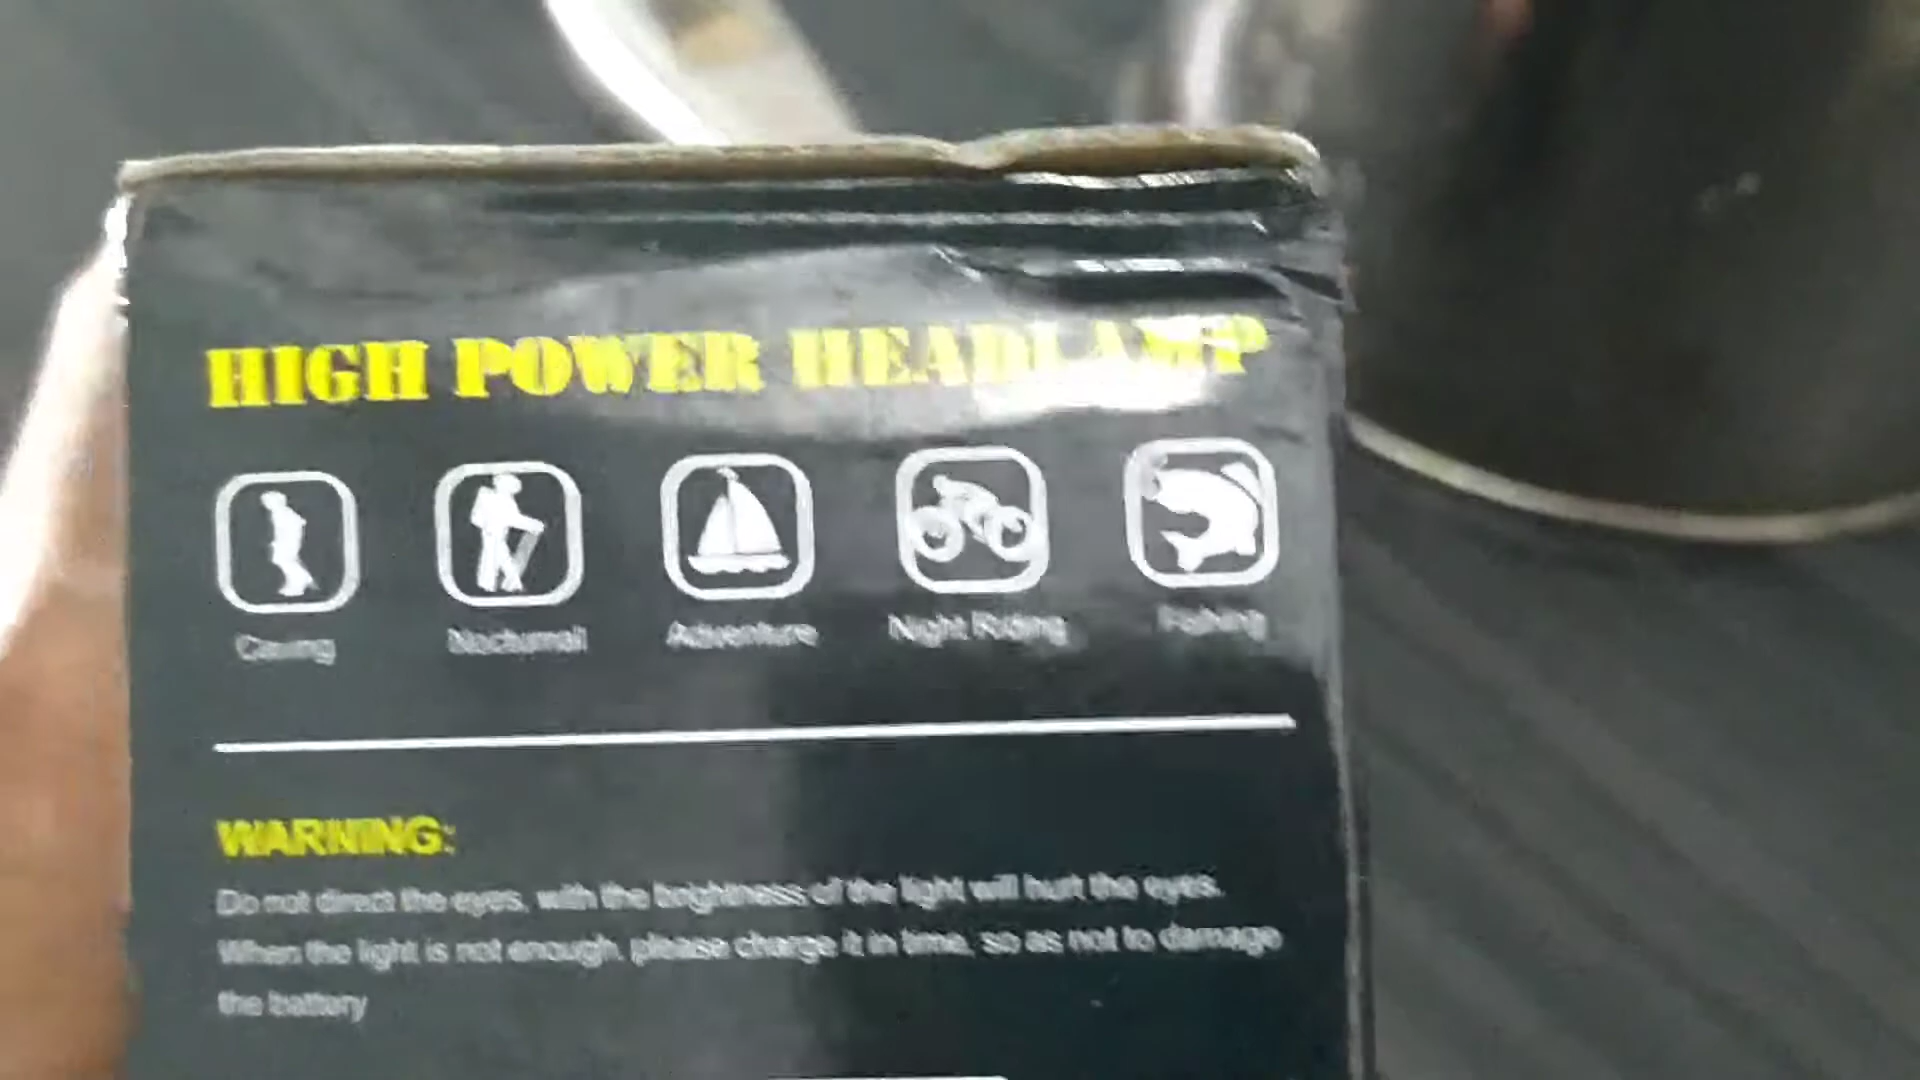 HIGH POWER HEADLAMP
Caving Nocturnal Adventure Night Riding Fishing
WARNING:
Do not direct the eyes, with the brightness of the light will hurt the eyes.
When the light is not enough, please charge it in time, so as not to damage
the battery